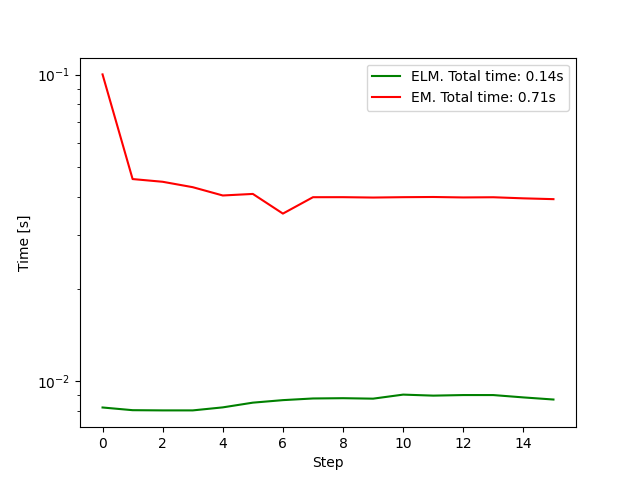 ELM. Total time: 0.14s
EM. Total time: 0.71s
10⁻¹
10⁻²
Time [s]
0 2 4 6 8 10 12 14
Step